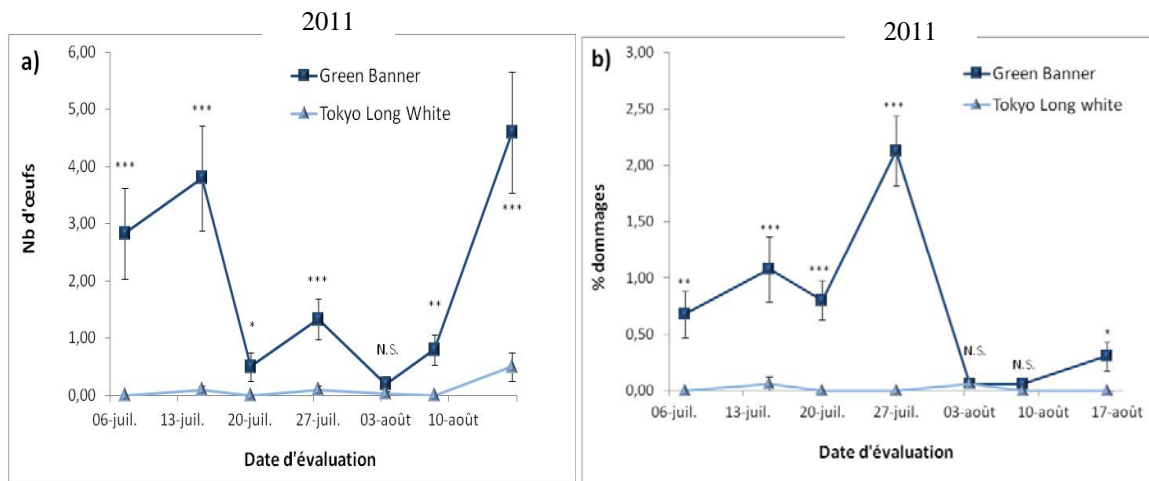 2011
a)
6,00
5,00
4,00
3,00
2,00
1,00
0,00
Nb d'œufs
Green Banner
Tokyo Long White
***
***
*
***
N.S.
**
***
06-juil.
13-juil.
20-juil.
27-juil.
03-août
10-août
Date d'évaluation
2011
b)
3,00
2,50
2,00
1,50
1,00
0,50
0,00
% dommages
Green Banner
Tokyo Long white
**
***
***
***
N.S.
N.S.
*
06-juil.
13-juil.
20-juil.
27-juil.
03-août
10-août
17-août
Date d'évaluation